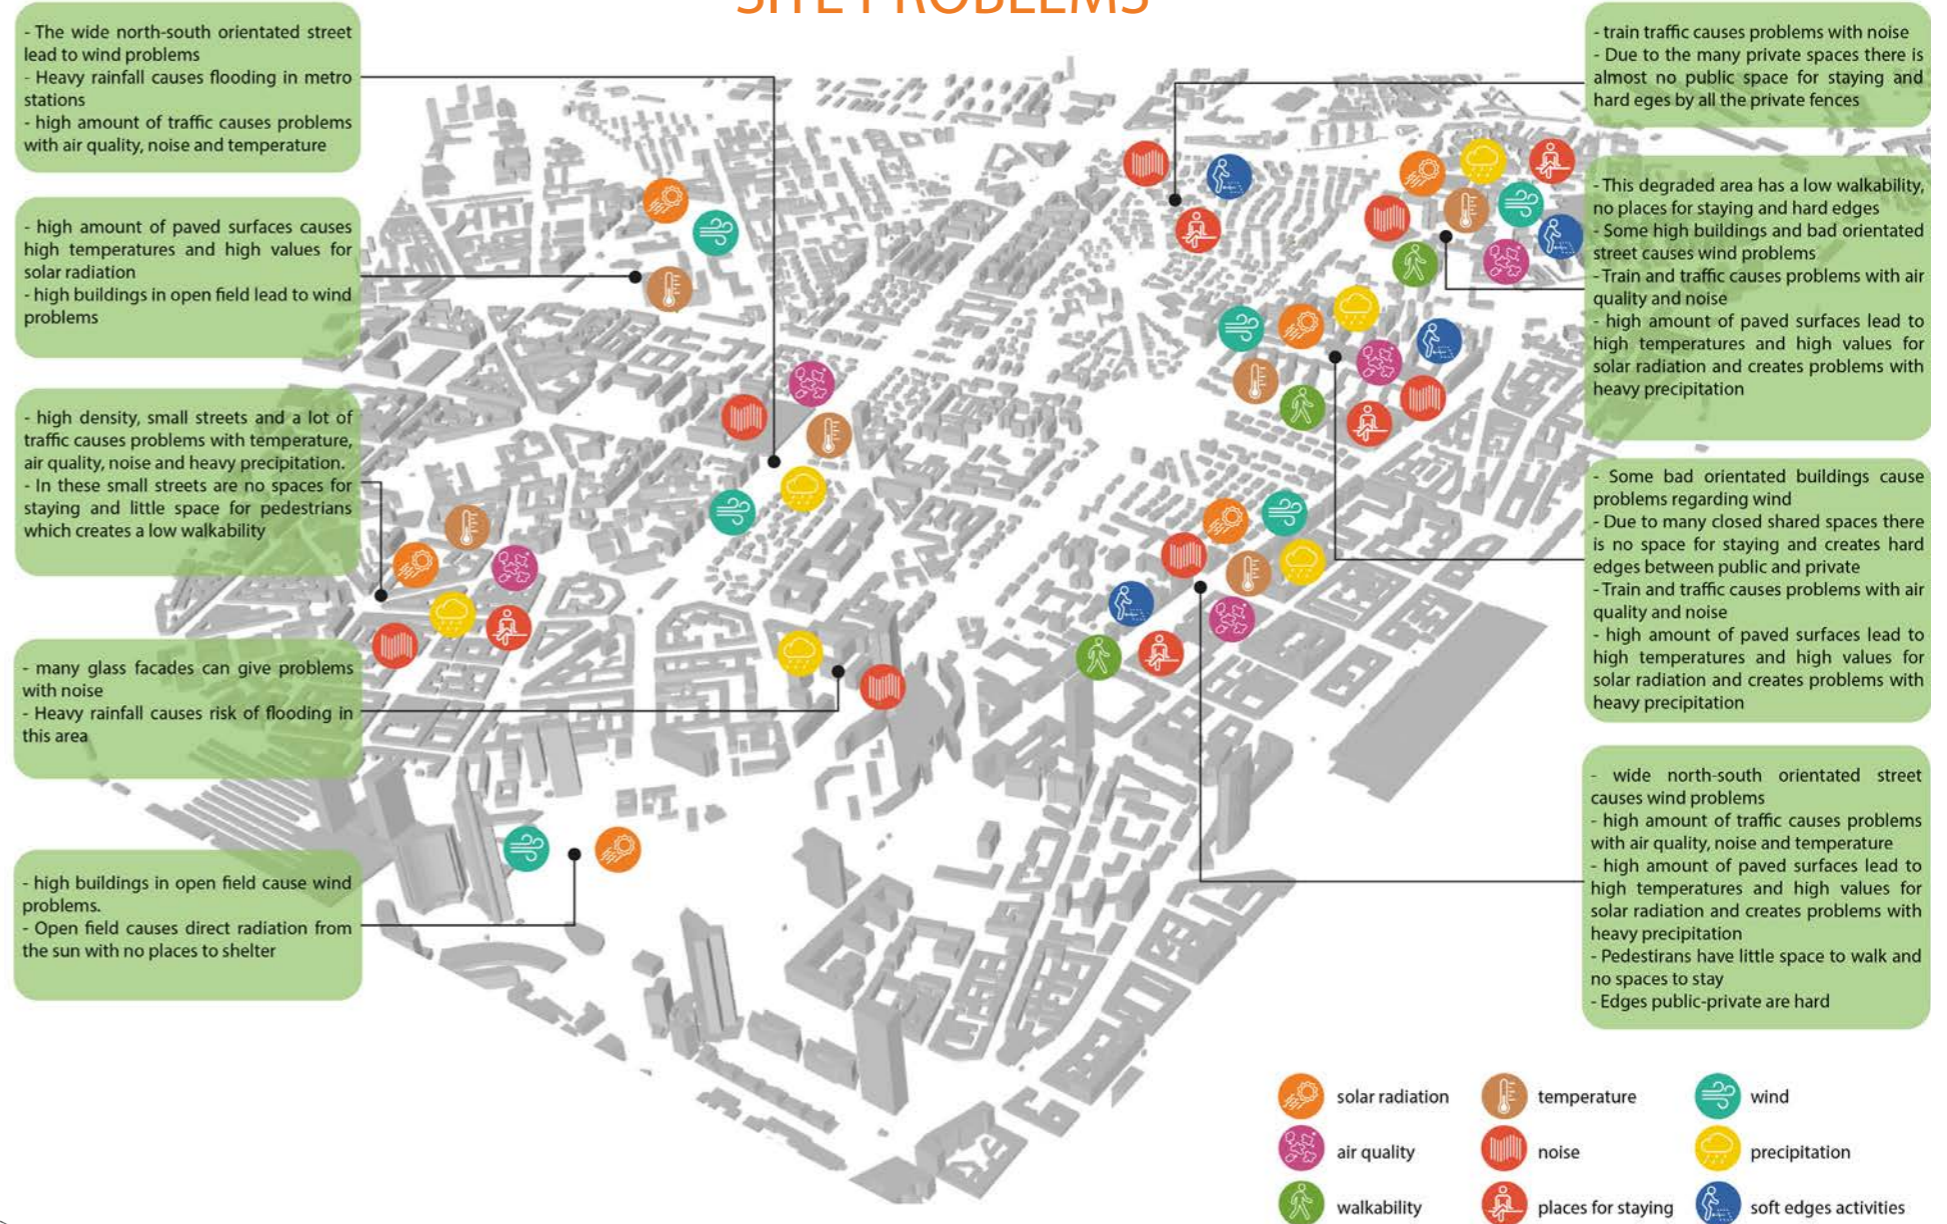 SITE PROBLEMS
- The wide north-south orientated street
lead to wind problems
- Heavy rainfall causes flooding in metro
stations
- high amount of traffic causes problems
with air quality, noise and temperature
- high amount of paved surfaces causes
high temperatures and high values for
solar radiation
- high buildings in open field lead to wind
problems
- high density, small streets and a lot of
traffic causes problems with temperature,
air quality, noise and heavy precipitation.
- In these small streets are no spaces for
staying and little space for pedestrians
which creates a low walkability
- many glass facades can give problems
with noise
- Heavy rainfall causes risk of flooding in
this area
- high buildings in open field cause wind
problems.
- Open field causes direct radiation from
the sun with no places to shelter
- train traffic causes problems with noise
- Due to the many private spaces there is
almost no public space for staying and
hard eges by all the private fences
- This degraded area has a low walkability,
no places for staying and hard edges
- Some high buildings and bad orientated
street causes wind problems
- Train and traffic causes problems with air
quality and noise
- high amount of paved surfaces lead to
high temperatures and high values for
solar radiation and creates problems with
heavy precipitation
- Some bad orientated buildings cause
problems regarding wind
- Due to many closed shared spaces there
is no space for staying and creates hard
edges between public and private
- Train and traffic causes problems with air
quality and noise
- high amount of paved surfaces lead to
high temperatures and high values for
solar radiation and creates problems with
heavy precipitation
- wide north-south orientated street
causes wind problems
- high amount of traffic causes problems
with air quality, noise and temperature
- high amount of paved surfaces lead to
high temperatures and high values for
solar radiation and creates problems with
heavy precipitation
- Pedestirans have little space to walk and
no spaces to stay
- Edges public-private are hard
solar radiation
temperature
wind
air quality
noise
precipitation
walkability
places for staying
soft edges activities